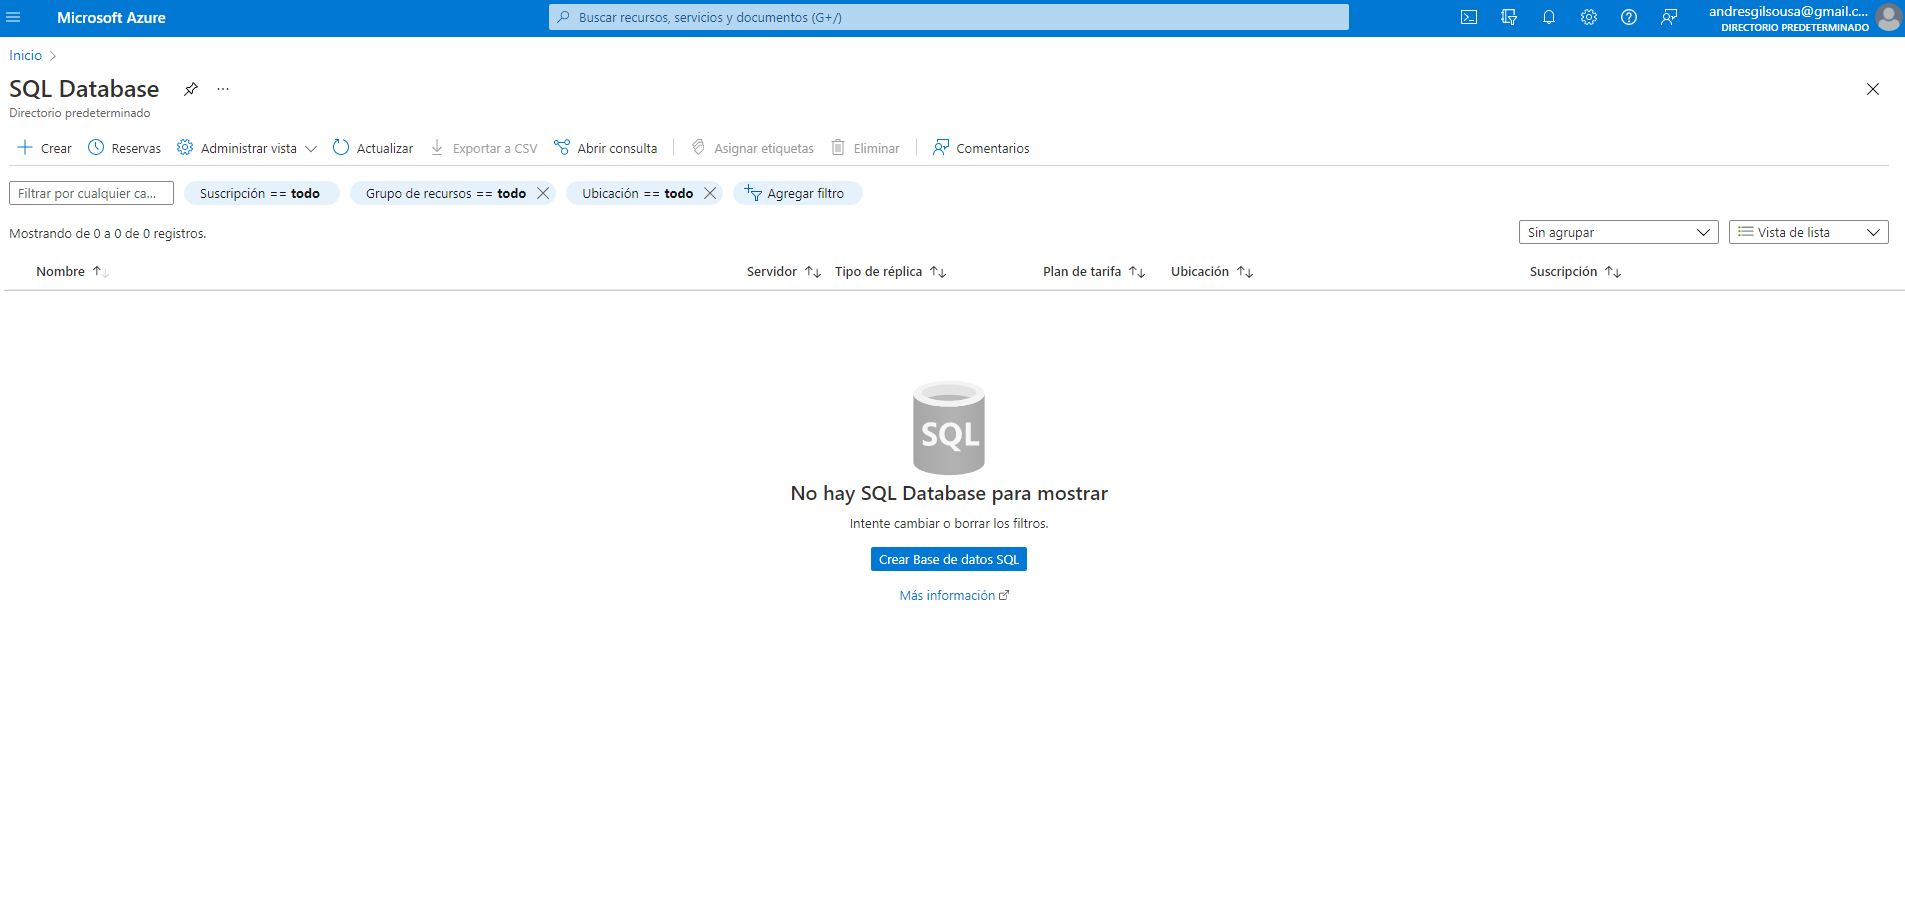 Microsoft Azure
Buscar recursos, servicios y documentos (G+/)
andresgilsousa@gmail.c...
DIRECTORIO PREDETERMINADO
Inicio
SQL Database
Directorio predeterminado
Crear Reservas Administrar vista Actualizar Exportar a CSV Abrir consulta Asignar etiquetas Eliminar Comentarios
Filtrar por cualquier ca... Suscripción == todo Grupo de recursos == todo Ubicación == todo Agregar filtro
Mostrando de 0 a 0 de 0 registros. Sin agrupar Vista de lista
Nombre Servidor Tipo de réplica Plan de tarifa Ubicación Suscripción
SQL
No hay SQL Database para mostrar
Intente cambiar o borrar los filtros.
Crear Base de datos SQL
Más información